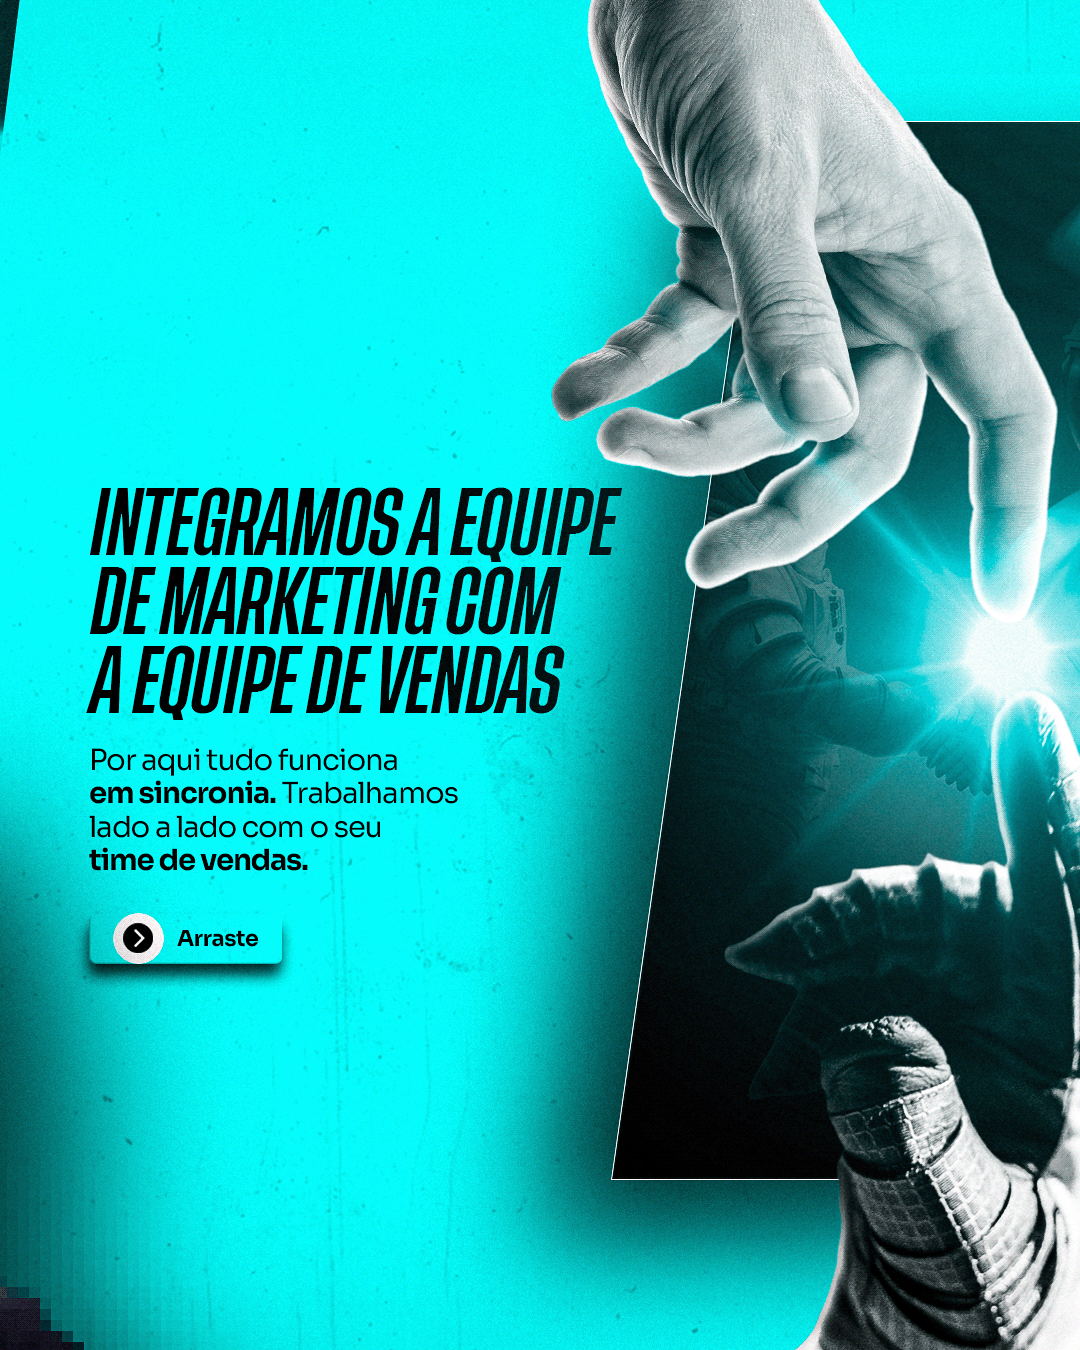 INTEGRAMOS A EQUIPE
DE MARKETING COM
A EQUIPE DE VENDAS
Por aqui tudo funciona
em sincronia. Trabalhamos
lado a lado com o seu
time de vendas.
Arraste